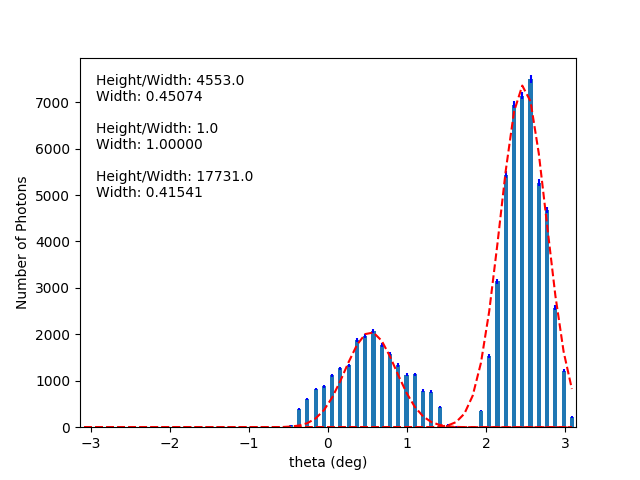 Height/Width: 4553.0
Width: 0.45074
Height/Width: 1.0
Width: 1.00000
Height/Width: 17731.0
Width: 0.41541
Number of Photons
7000
6000
5000
4000
3000
2000
1000
0
−3
−2
−1
0
1
2
3
theta (deg)